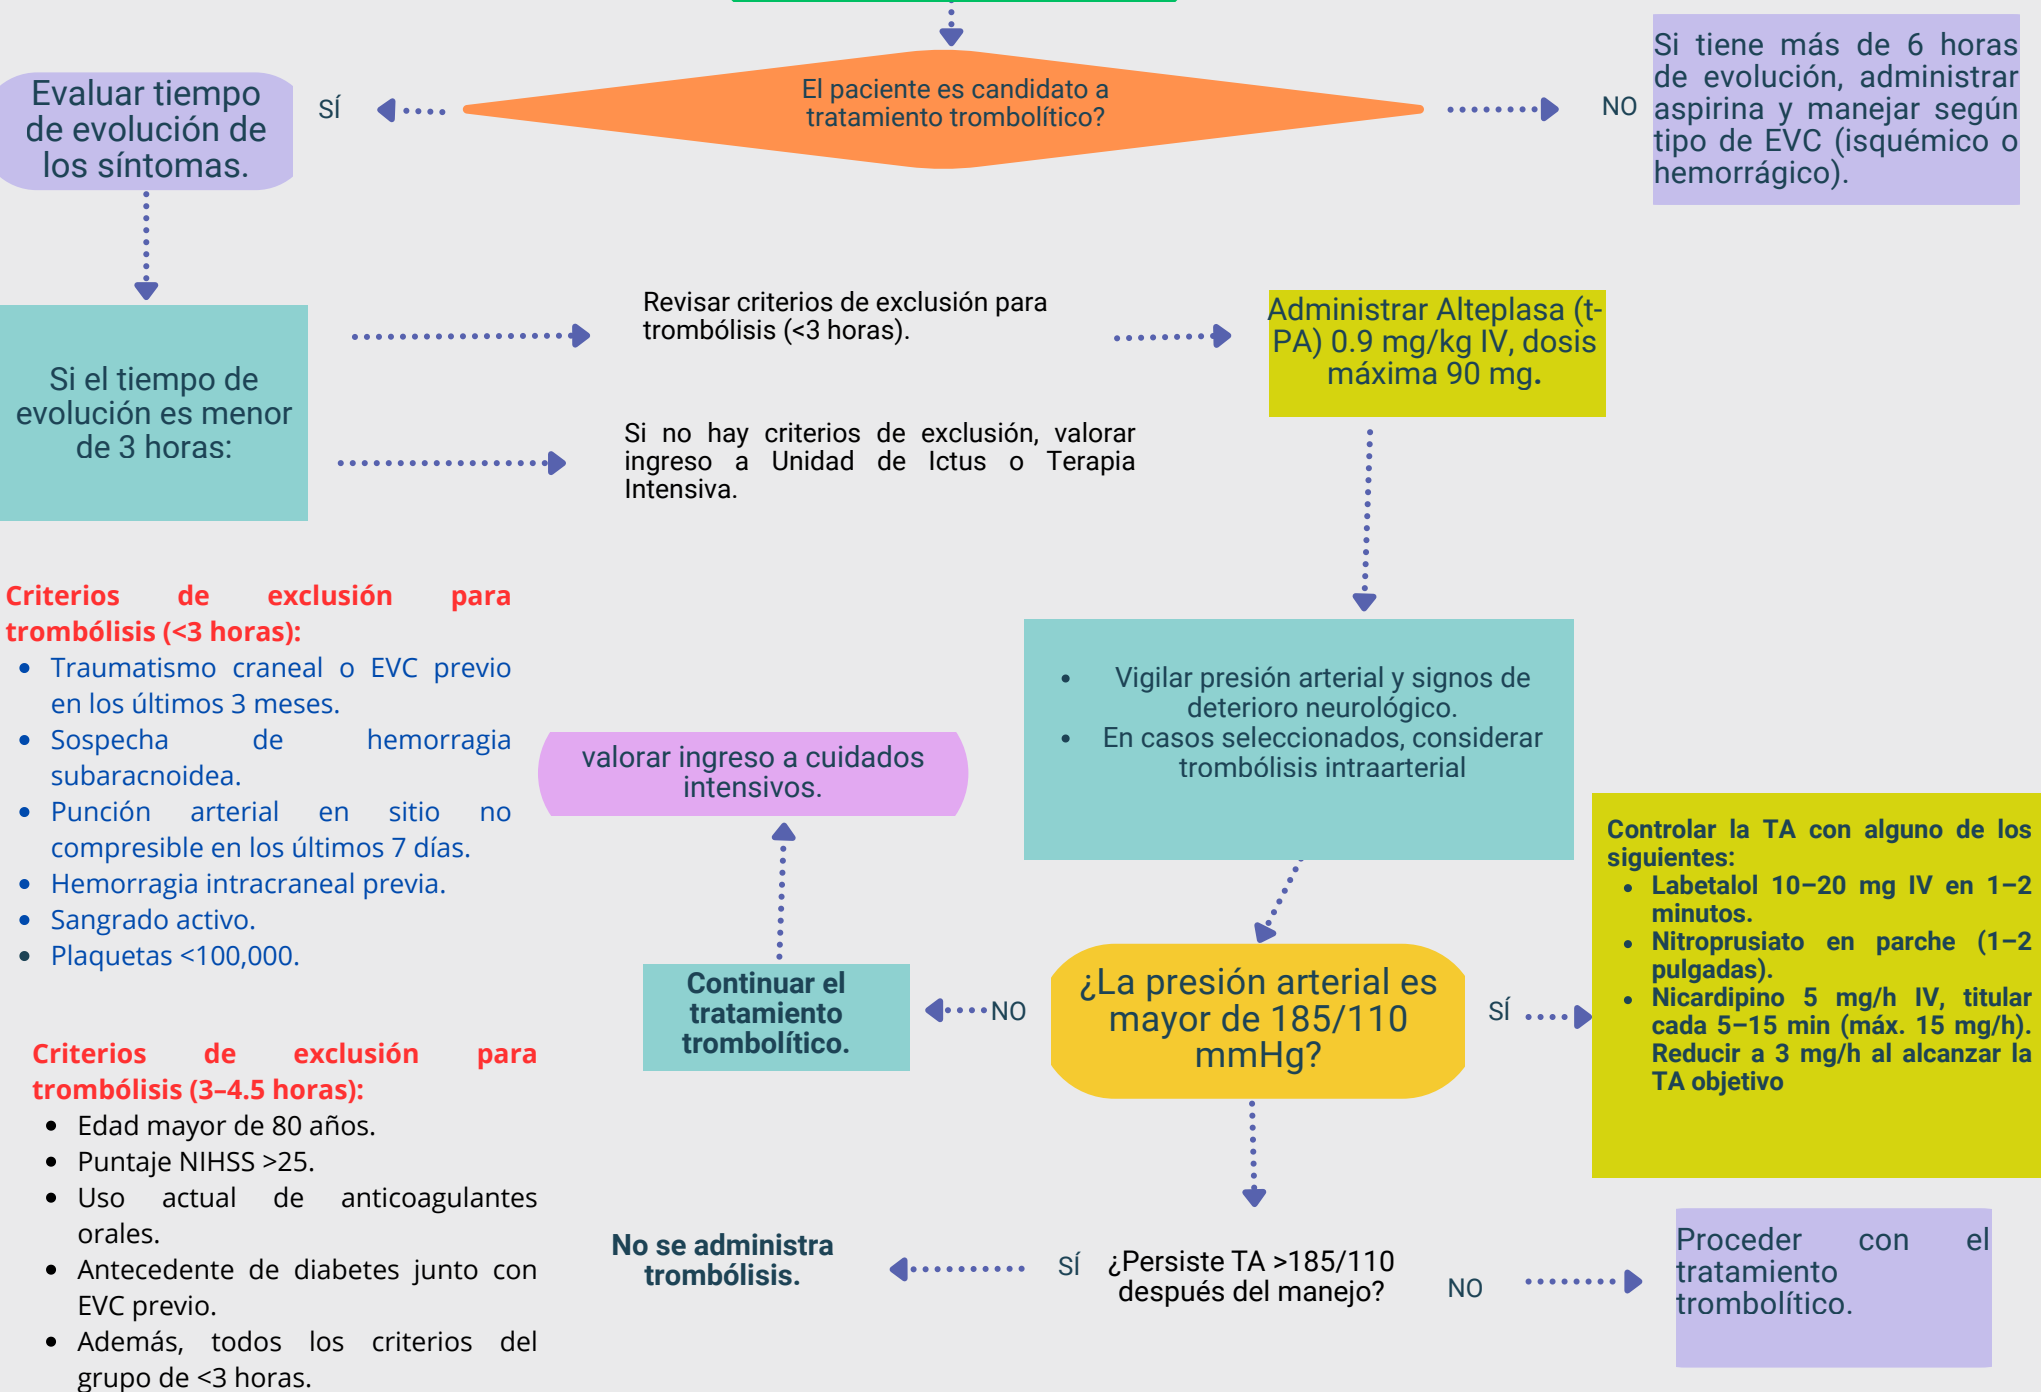 El paciente es candidato a
tratamiento trombolítico?
SÍ
NO
Evaluar tiempo
de evolución de
los síntomas.
Si tiene más de 6 horas
de evolución, administrar
aspirina y manejar según
tipo de EVC (isquémico o
hemorrágico).
Si el tiempo de
evolución es menor
de 3 horas:
Revisar criterios de exclusión para
trombólisis (<3 horas).
Si no hay criterios de exclusión, valorar
ingreso a Unidad de Ictus o Terapia
Intensiva.
Administrar Alteplasa (t-
PA) 0.9 mg/kg IV, dosis
máxima 90 mg.
Criterios de exclusión para
trombólisis (<3 horas):
• Traumatismo craneal o EVC previo
en los últimos 3 meses.
• Sospecha de hemorragia
subaracnoidea.
• Punción arterial en sitio no
compresible en los últimos 7 días.
• Hemorragia intracraneal previa.
• Sangrado activo.
• Plaquetas <100,000.
• Vigilar presión arterial y signos de
deterioro neurológico.
• En casos seleccionados, considerar
trombólisis intraarterial
valorar ingreso a cuidados
intensivos.
Continuar el
tratamiento
trombolítico.
NO
¿La presión arterial es
mayor de 185/110
mmHg?
SÍ
Controlar la TA con alguno de los
siguientes:
• Labetalol 10–20 mg IV en 1–2
minutos.
• Nitroprusiato en parche (1–2
pulgadas).
• Nicardipino 5 mg/h IV, titular
cada 5–15 min (máx. 15 mg/h).
Reducir a 3 mg/h al alcanzar la
TA objetivo
Criterios de exclusión para
trombólisis (3–4.5 horas):
• Edad mayor de 80 años.
• Puntaje NIHSS >25.
• Uso actual de anticoagulantes
orales.
• Antecedente de diabetes junto con
EVC previo.
• Además, todos los criterios del
grupo de <3 horas.
No se administra
trombólisis.
SÍ
¿Persiste TA >185/110
después del manejo?
NO
Proceder con el
tratamiento
trombolítico.